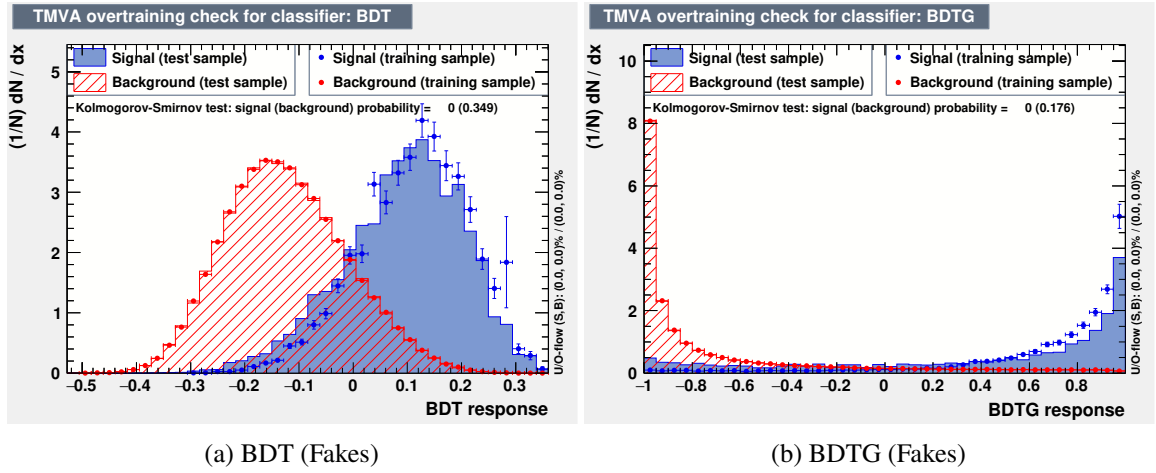 TMVA overtraining check for classifier: BDT
Signal (test sample)
Background (test sample)
Signal (training sample)
Background (training sample)
Kolmogorov-Smirnov test: signal (background) probability = 0 (0.349)
(1/N) dN / dx
5
4
3
2
1
0
−0.5 −0.4 −0.3 −0.2 −0.1 0 0.1 0.2 0.3
BDT response
U/O-flow (S,B): (0.0, 0.0)% / (0.0, 0.0)%
(a) BDT (Fakes)
TMVA overtraining check for classifier: BDTG
Signal (test sample)
Background (test sample)
Signal (training sample)
Background (training sample)
Kolmogorov-Smirnov test: signal (background) probability = 0 (0.176)
(1/N) dN / dx
10
8
6
4
2
0
−1 −0.8 −0.6 −0.4 −0.2 0 0.2 0.4 0.6 0.8
BDTG response
U/O-flow (S,B): (0.0, 0.0)% / (0.0, 0.0)%
(b) BDTG (Fakes)